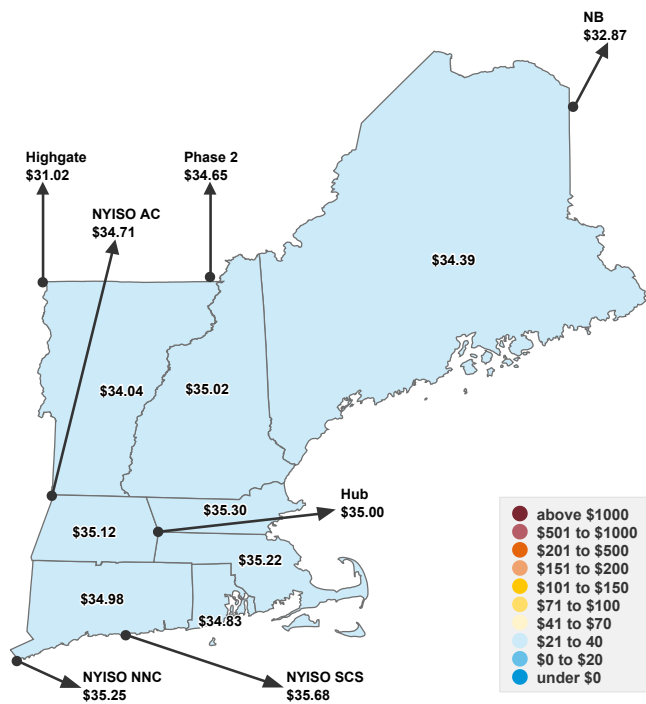 NB
$32.87
Highgate
$31.02
Phase 2
$34.65
NYISO AC
$34.71
$34.39
$34.04
$35.02
Hub
$35.00
$35.30
$35.12
$35.22
$34.98
$34.83
NYISO NNC
$35.25
NYISO SCS
$35.68
above $1000
$501 to $1000
$201 to $500
$151 to $200
$101 to $150
$71 to $100
$41 to $70
$21 to 40
$0 to $20
under $0